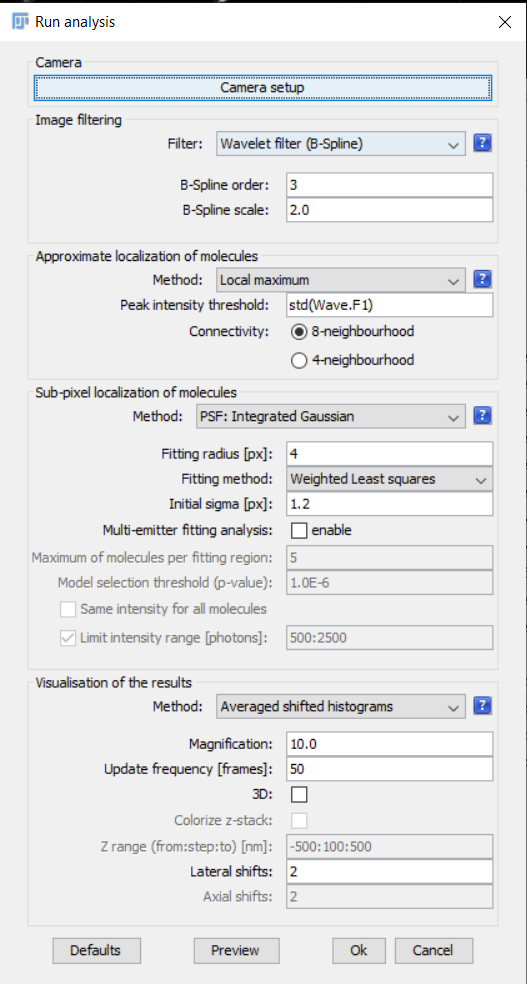 Run analysis
Camera
Camera setup
Image filtering
Filter: Wavelet filter (B-Spline) ?
B-Spline order: 3
B-Spline scale: 2.0
Approximate localization of molecules
Method: Local maximum ?
Peak intensity threshold: std(Wave.F1)
Connectivity: 8-neighbourhood
4-neighbourhood
Sub-pixel localization of molecules
Method: PSF: Integrated Gaussian ?
Fitting radius [px]: 4
Fitting method: Weighted Least squares
Initial sigma [px]: 1.2
Multi-emitter fitting analysis: enable
Maximum of molecules per fitting region: 5
Model selection threshold (p-value): 1.0E-6
Same intensity for all molecules
Limit intensity range [photons]: 500:2500
Visualisation of the results
Method: Averaged shifted histograms ?
Magnification: 10.0
Update frequency [frames]: 50
3D:
Colorize z-stack:
Z range (from:step:to) [nm]: -500:100:500
Lateral shifts: 2
Axial shifts: 2
Defaults Preview Ok Cancel